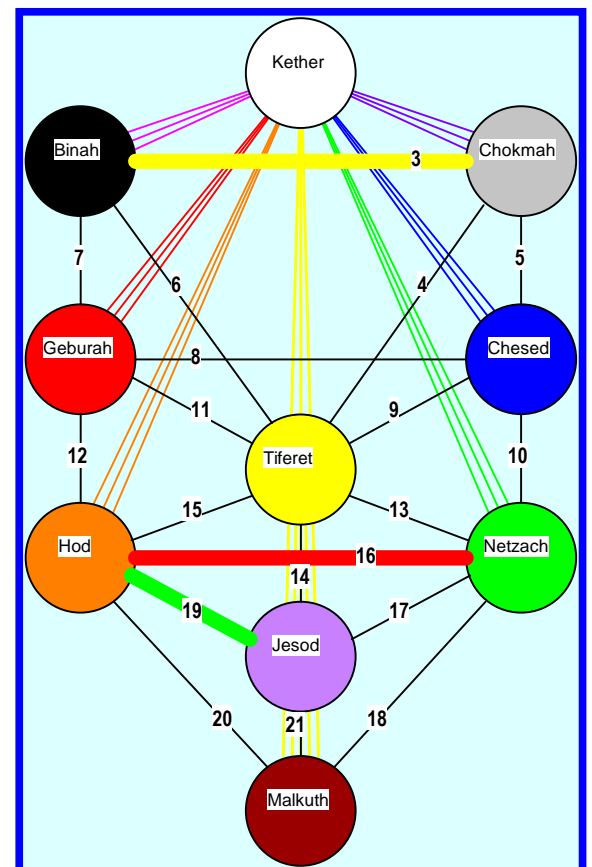 Kether
Binah
3
Chokmah
7
6
4
5
Geburah
8
Chesed
11
9
12
Tiferet
10
15
13
Hod
16
Netzach
14
19
17
Jesod
20
21
18
Malkuth